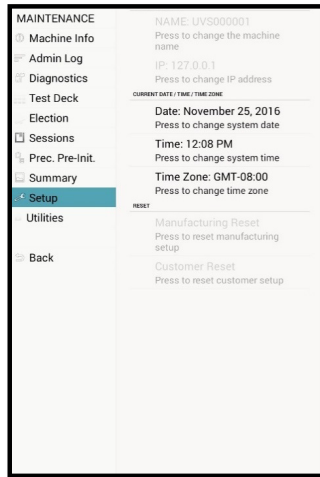 MAINTENANCE
Machine Info
Admin Log
Diagnostics
Test Deck
Election
Sessions
Prec. Pre-Init.
Summary
Setup
Utilities
Back
NAME: UVS000001
Press to change the machine
name
IP: 127.0.0.1
Press to change IP address
CURRENT DATE / TIME / TIME ZONE
Date: November 25, 2016
Press to change system date
Time: 12:08 PM
Press to change system time
Time Zone: GMT-08:00
Press to change time zone
RESET
Manufacturing Reset
Press to reset manufacturing
setup
Customer Reset
Press to reset customer setup